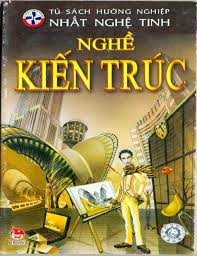 TỦ SÁCH HƯỚNG NGHIỆP
NHẤT NGHỆ TINH
NGHỀ
KIẾN TRÚC